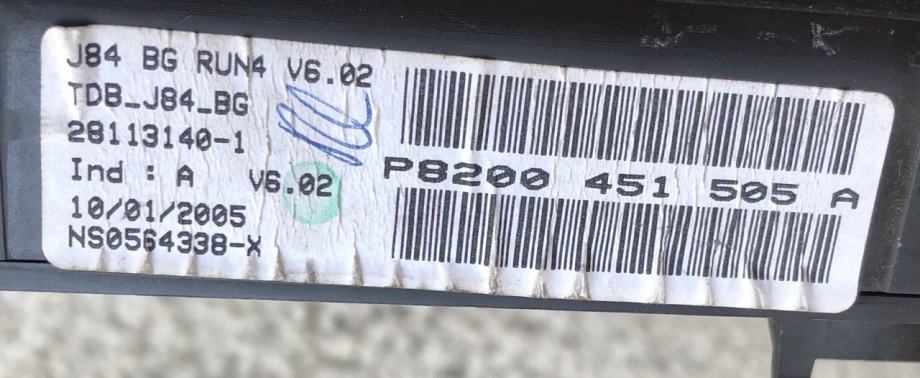 J84 BG RUN4 V6.02
TDB_J84_BG
28113140-1
Ind : A V6.02
10/01/2005
NS0564338-X
P8200 451 505 A